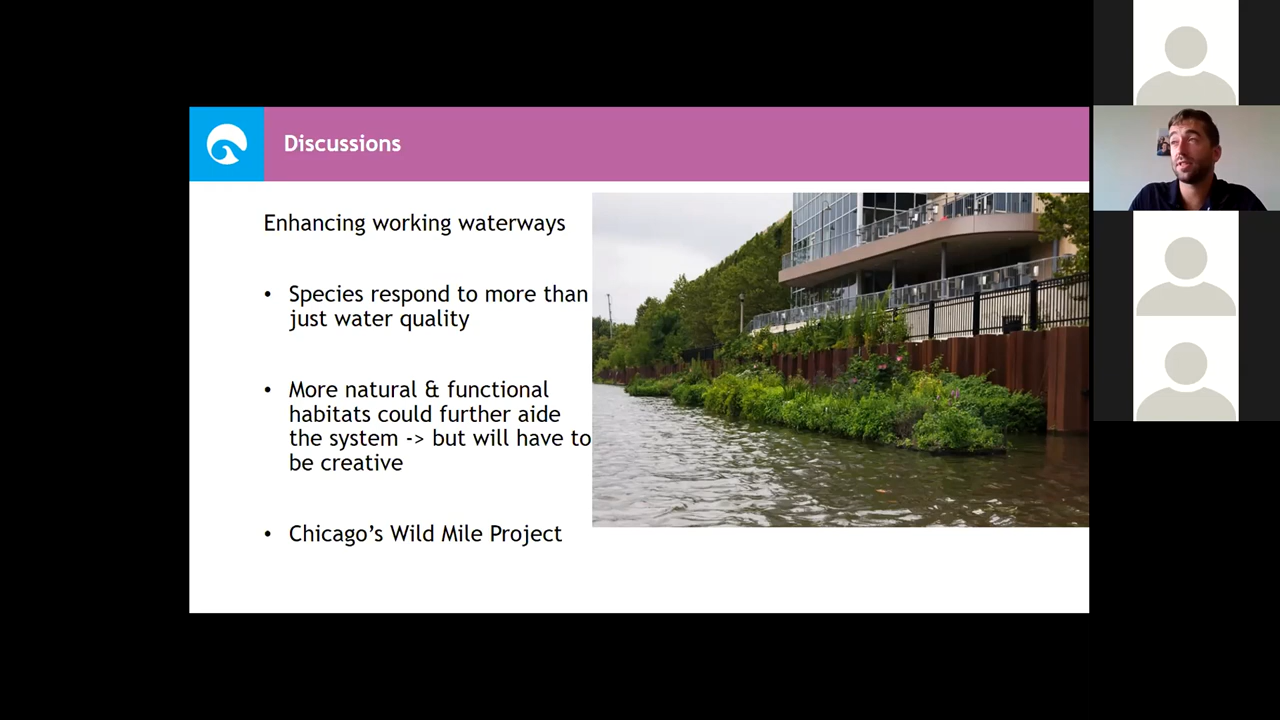 Discussions
Enhancing working waterways
• Species respond to more than
just water quality
• More natural & functional
habitats could further aide
the system -> but will have to
be creative
• Chicago’s Wild Mile Project